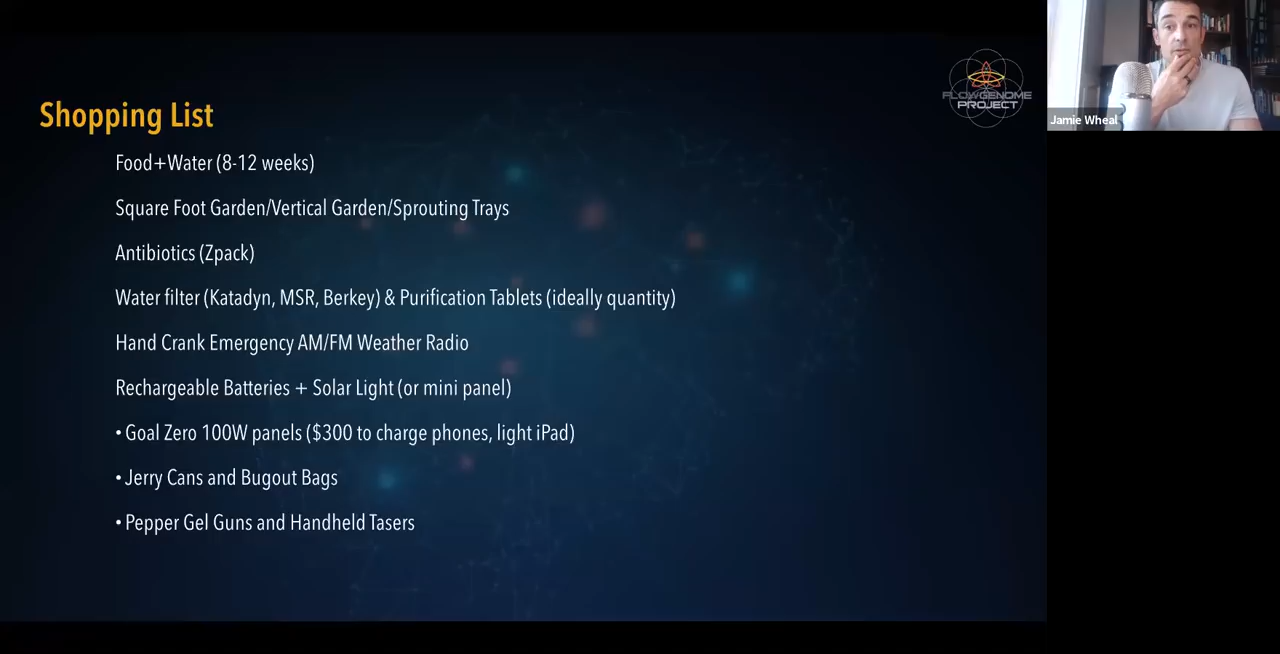 Shopping List
Food+Water (8-12 weeks)
Square Foot Garden/Vertical Garden/Sprouting Trays
Antibiotics (Zpack)
Water filter (Katadyn, MSR, Berkey) & Purification Tablets (ideally quantity)
Hand Crank Emergency AM/FM Weather Radio
Rechargeable Batteries + Solar Light (or mini panel)
• Goal Zero 100W panels ($300 to charge phones, light iPad)
• Jerry Cans and Bugout Bags
• Pepper Gel Guns and Handheld Tasers
FLOWGENOME
PROJECT
Jamie Wheal